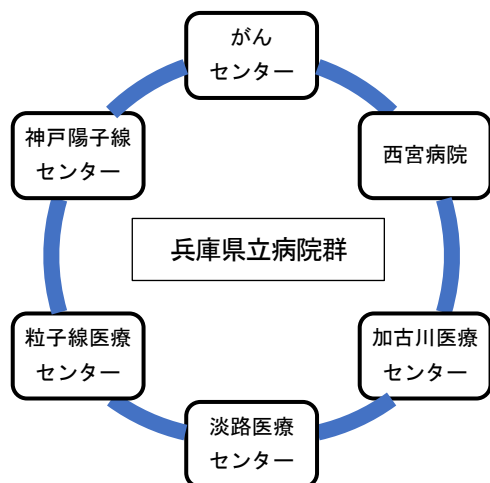 がん
センター
神戸陽子線
センター
西宮病院
兵庫県立病院群
粒子線医療
センター
加古川医療
センター
淡路医療
センター